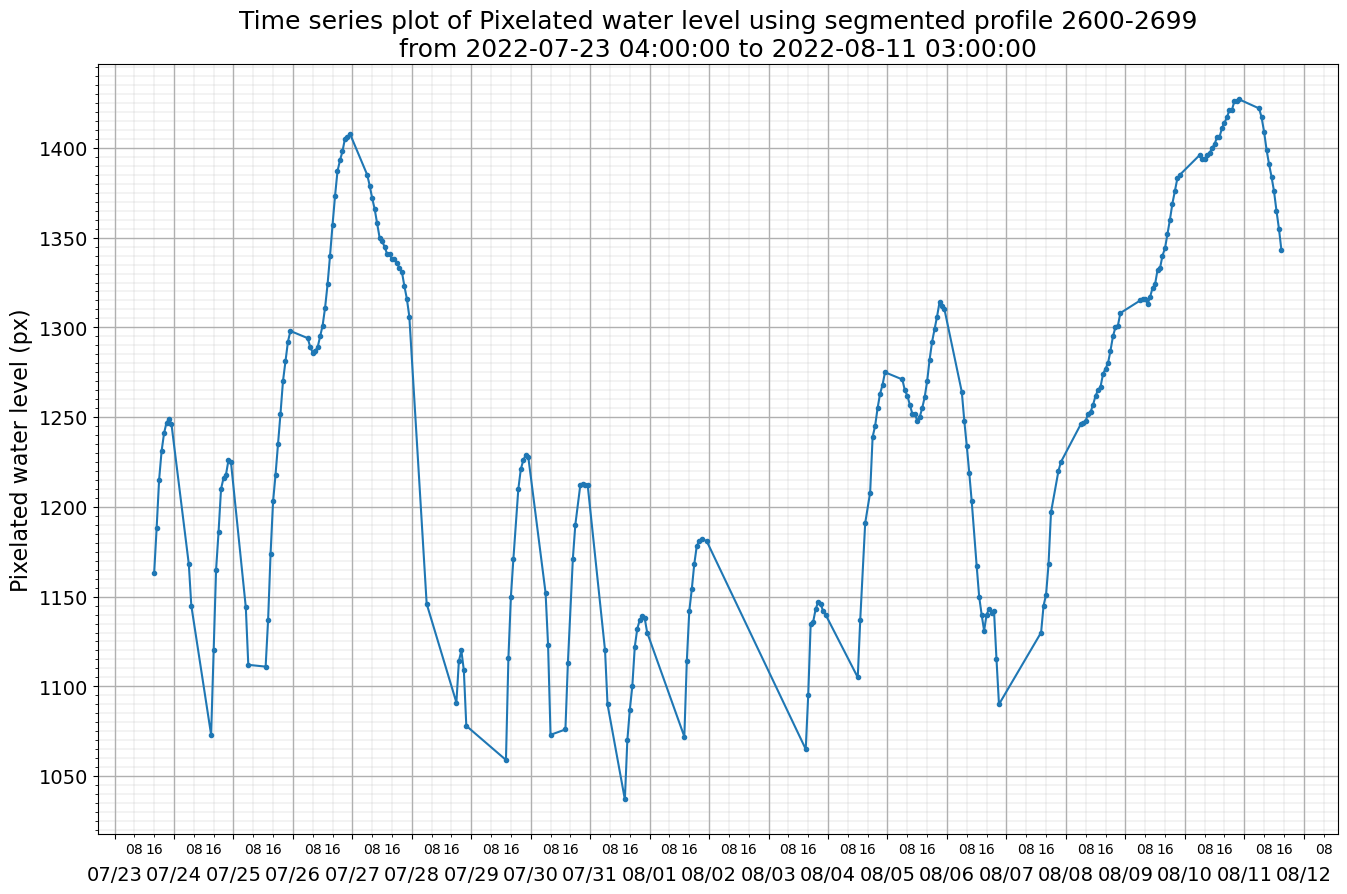 Time series plot of Pixelated water level using segmented profile 2600-2699
from 2022-07-23 04:00:00 to 2022-08-11 03:00:00
Pixelated water level (px)
1400
1350
1300
1250
1200
1150
1100
1050
08 16 08 16 08 16 08 16 08 16 08 16 08 16 08 16 08 16 08 16 08 16 08 16 08 16 08 16 08 16 08 16 08 16 08 16 08 16 08 16 08
07/23 07/24 07/25 07/26 07/27 07/28 07/29 07/30 07/31 08/01 08/02 08/03 08/04 08/05 08/06 08/07 08/08 08/09 08/10 08/11 08/12